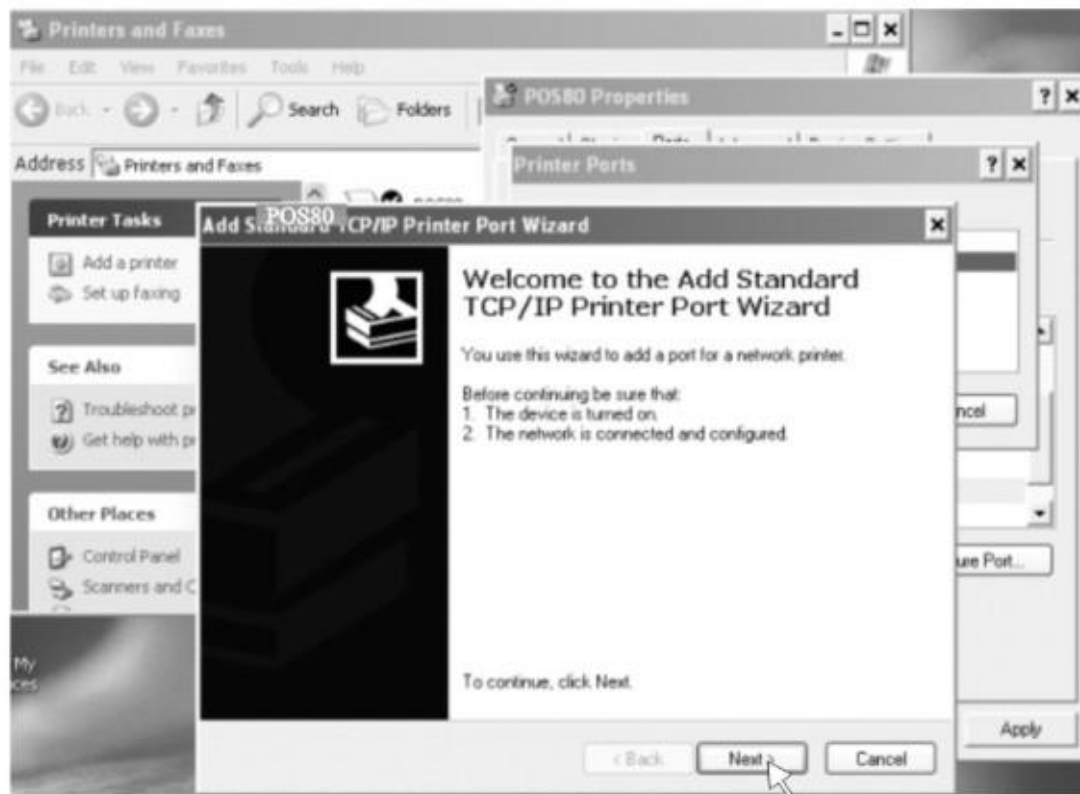 Printers and Faxes
File Edit View Favorites Tools Help
Back Search Folders
Address Printers and Faxes
POS80 Properties
? ×
Printer Ports
? ×
Printer Tasks
Add a printer
Set up faxing
See Also
Troubleshoot
Get help with
Other Places
Control Panel
Scanners and
My
POS80
TCP/IP Printer Port Wizard
Welcome to the Add Standard
TCP/IP Printer Port Wizard
You use this wizard to add a port for a network printer.
Before continuing be sure that:
1. The device is turned on.
2. The network is connected and configured.
To continue, click Next.
< Back Next > Cancel
ncel
ure Port...
Apply